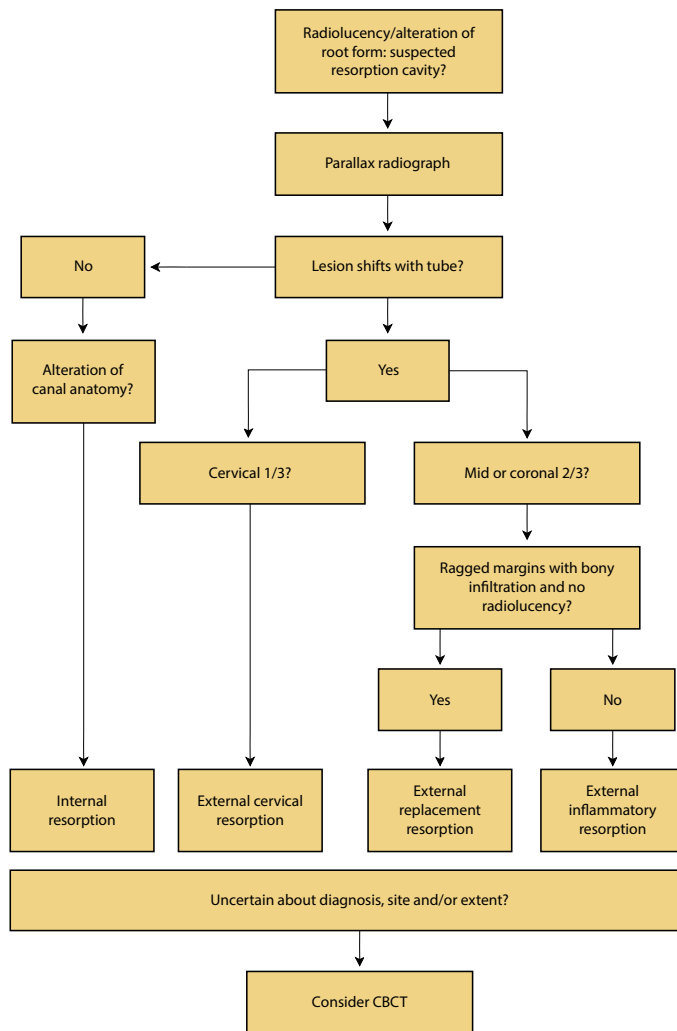 Radiolucency/alteration of
root form: suspected
resorption cavity?
Parallax radiograph
No
Lesion shifts with tube?
Alteration of
canal anatomy?
Yes
Cervical 1/3?
Mid or coronal 2/3?
Ragged margins with bony
infiltration and no
radiolucency?
Yes
No
Internal
resorption
External cervical
resorption
External
replacement
resorption
External
inflammatory
resorption
Uncertain about diagnosis, site and/or extent?
Consider CBCT